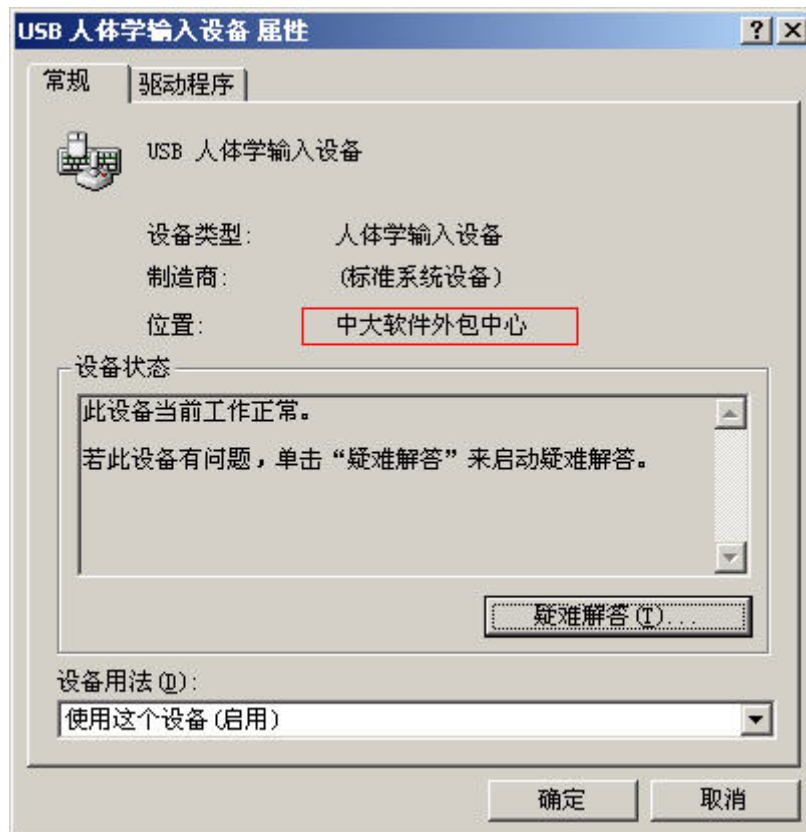 USB 人体学输入设备 属性
常规 驱动程序
USB 人体学输入设备
设备类型: 人体学输入设备
制造商: (标准系统设备)
位置: 中大软件外包中心
设备状态
此设备当前工作正常。
若此设备有问题，单击“疑难解答”来启动疑难解答。
疑难解答(T)...
设备用法(D):
使用这个设备(启用)
确定 取消